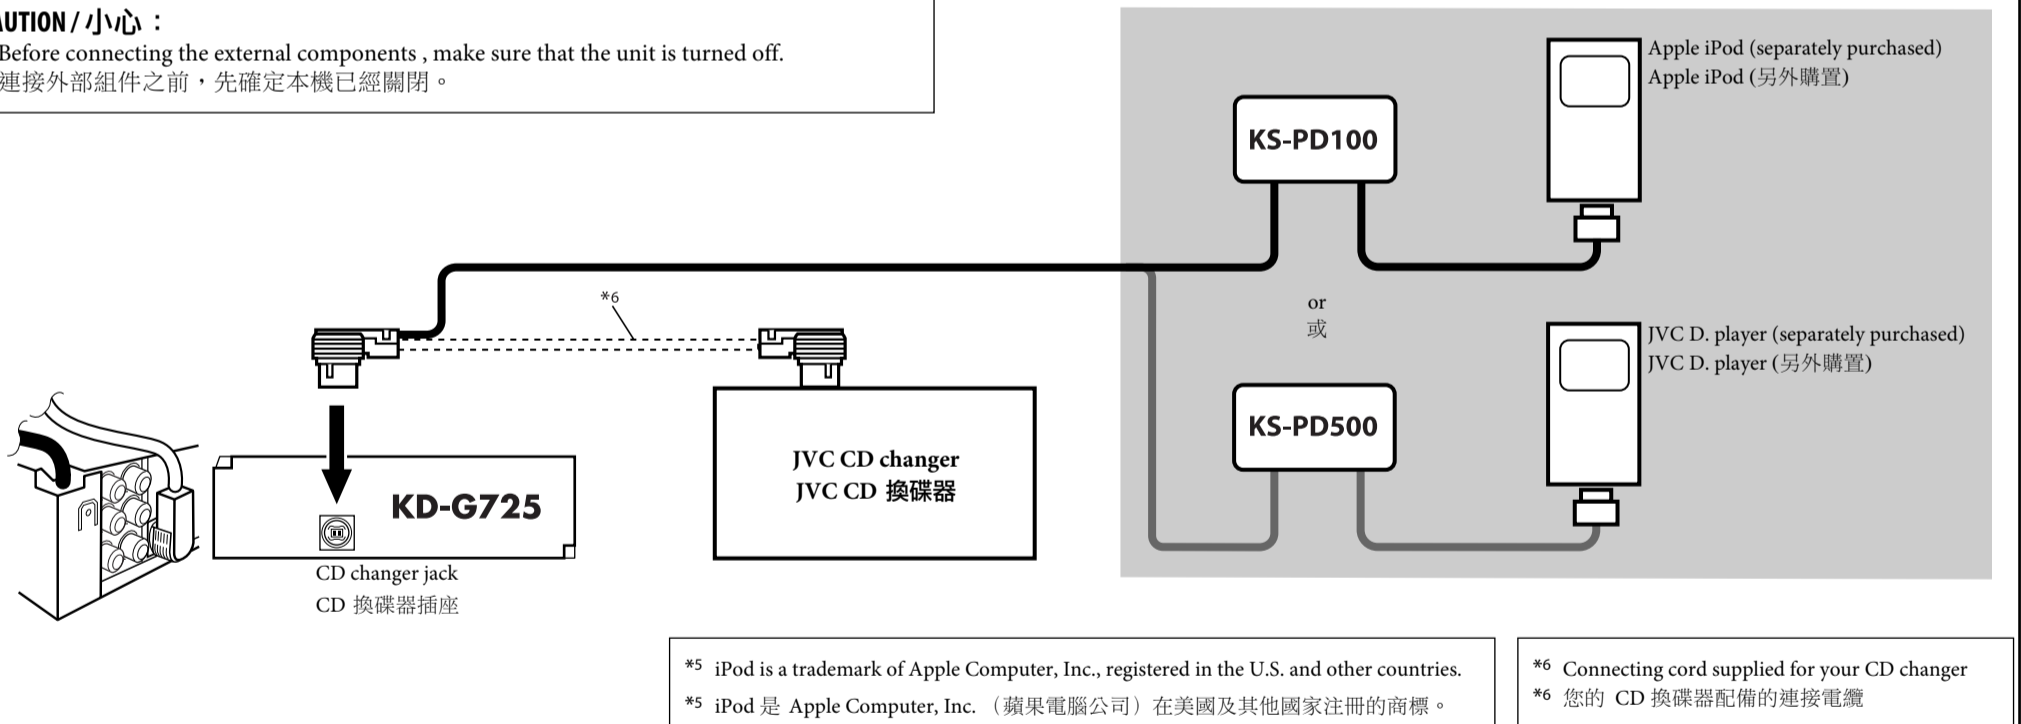 CAUTION / 小心：
Before connecting the external components , make sure that the unit is turned off.
連接外部組件之前，先確定本機已經關閉。
Apple iPod (separately purchased)
Apple iPod (另外購置)
KS-PD100
*6
or
或
JVC D. player (separately purchased)
JVC D. player (另外購置)
KS-PD500
JVC CD changer
JVC CD 換碟器
KD-G725
CD changer jack
CD 換碟器插座
*5 iPod is a trademark of Apple Computer, Inc., registered in the U.S. and other countries.
*5 iPod 是 Apple Computer, Inc. （蘋果電腦公司）在美國及其他國家注冊的商標。
*6 Connecting cord supplied for your CD changer
*6 您的 CD 換碟器配備的連接電纜